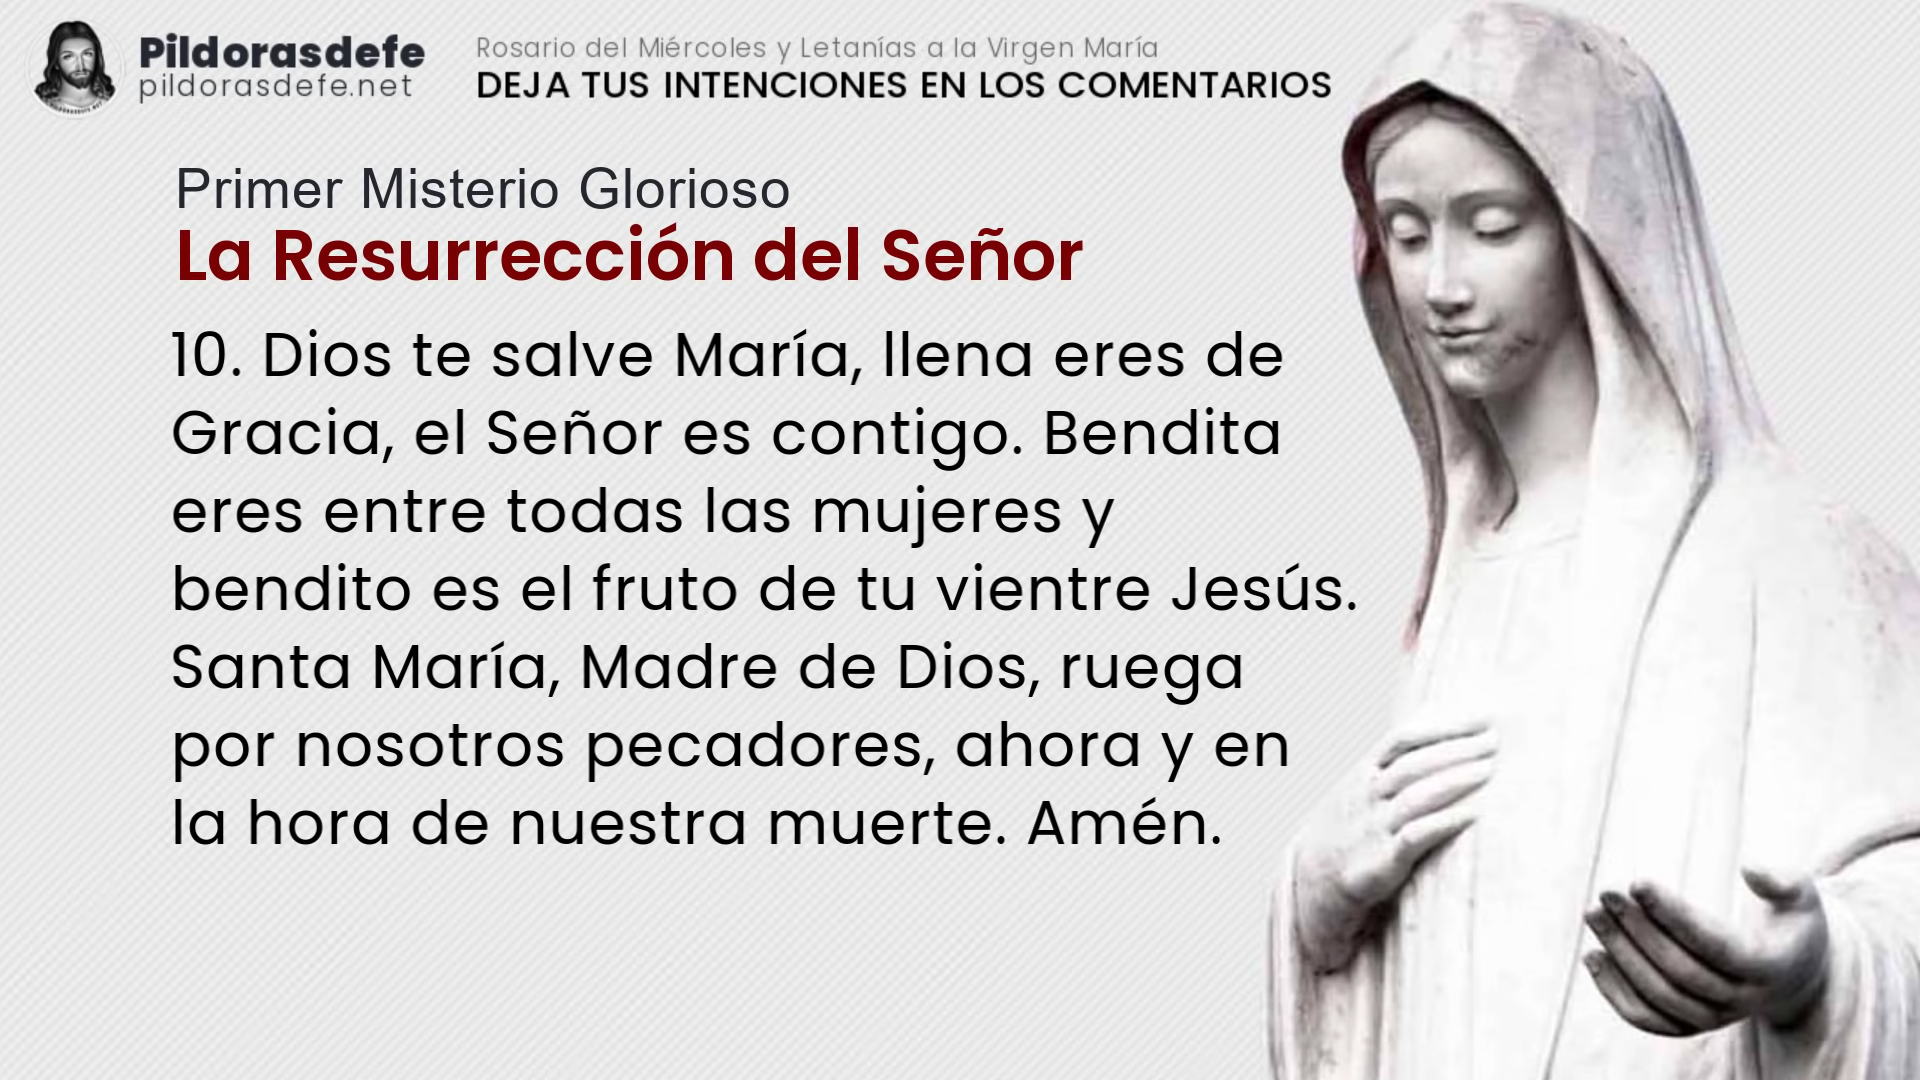 Pildorasdefe
pildorasdefe.net
Rosario del Miércoles y Letanías a la Virgen María
DEJA TUS INTENCIONES EN LOS COMENTARIOS
Primer Misterio Glorioso
La Resurrección del Señor
10. Dios te salve María, llena eres de
Gracia, el Señor es contigo. Bendita
eres entre todas las mujeres y
bendito es el fruto de tu vientre Jesús.
Santa María, Madre de Dios, ruega
por nosotros pecadores, ahora y en
la hora de nuestra muerte. Amén.